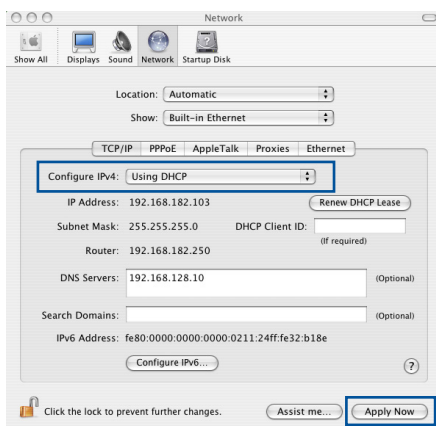 Network
Show All Displays Sound Network Startup Disk
Location: Automatic
Show: Built-in Ethernet
TCP/IP PPPoE AppleTalk Proxies Ethernet
Configure IPv4: Using DHCP
IP Address: 192.168.182.103 Renew DHCP Lease
Subnet Mask: 255.255.255.0 DHCP Client ID:
(If required)
Router: 192.168.182.250
DNS Servers: 192.168.128.10 (Optional)
Search Domains: (Optional)
IPv6 Address: fe80:0000:0000:0000:0211:24ff:fe32:b18e
Configure IPv6... ?
Click the lock to prevent further changes. Assist me... Apply Now